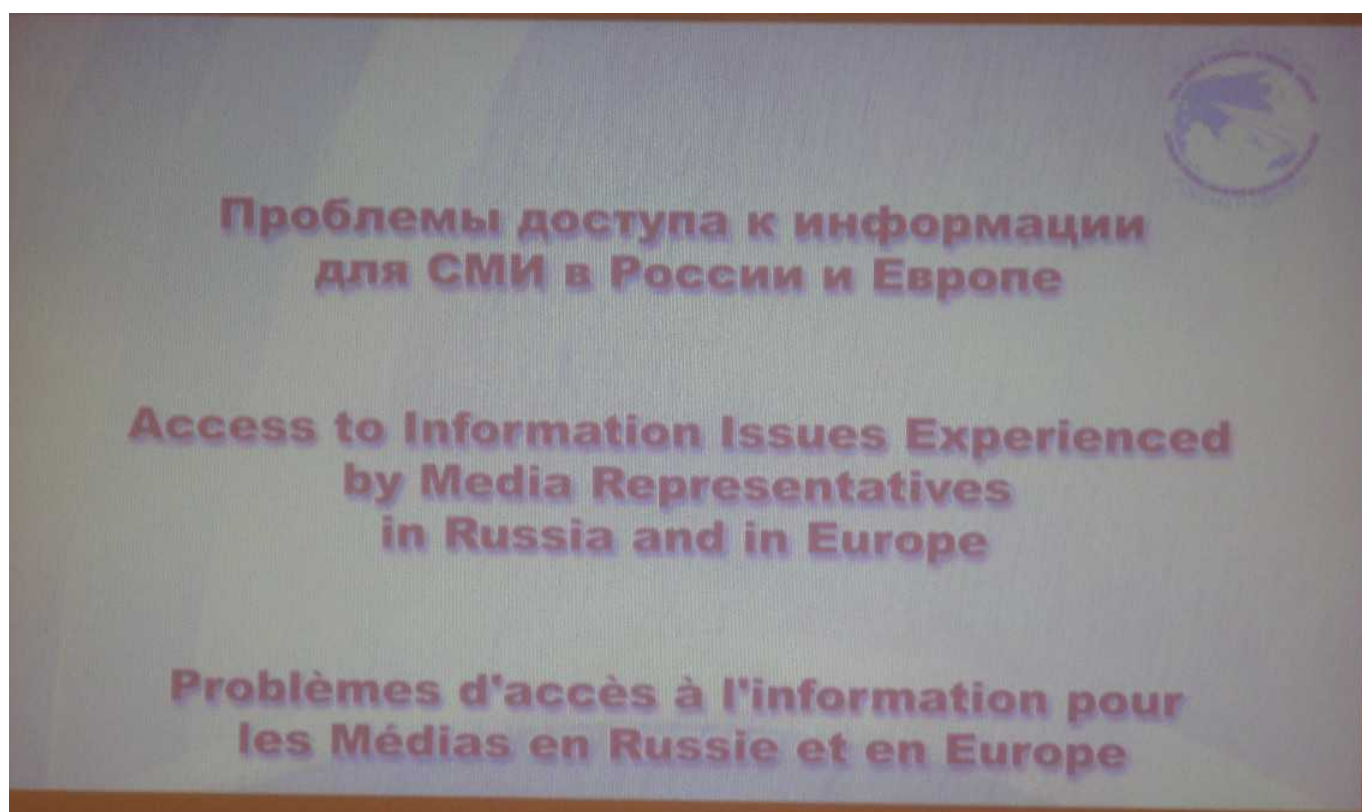 Проблемы доступа к информации
для СМИ в России и Европе
Access to Information Issues Experienced
by Media Representatives
in Russia and in Europe
Problèmes d'accès à l'information pour
les Médias en Russie et en Europe